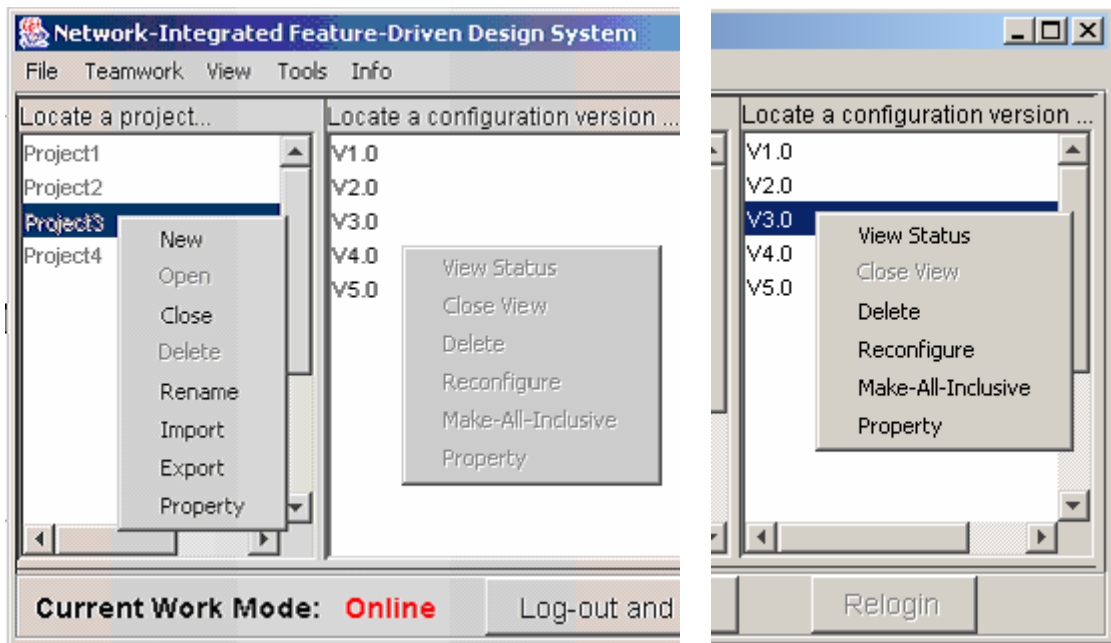 Network-Integrated Feature-Driven Design System
File Teamwork View Tools Info
Locate a project...
Project1
Project2
Project3
Project4
New
Open
Close
Delete
Rename
Import
Export
Property
Locate a configuration version ...
V1.0
V2.0
V3.0
V4.0
V5.0
View Status
Close View
Delete
Reconfigure
Make-All-Inclusive
Property
Current Work Mode: Online
Log-out and
Locate a configuration version ...
V1.0
V2.0
V3.0
V4.0
V5.0
View Status
Close View
Delete
Reconfigure
Make-All-Inclusive
Property
Relogin